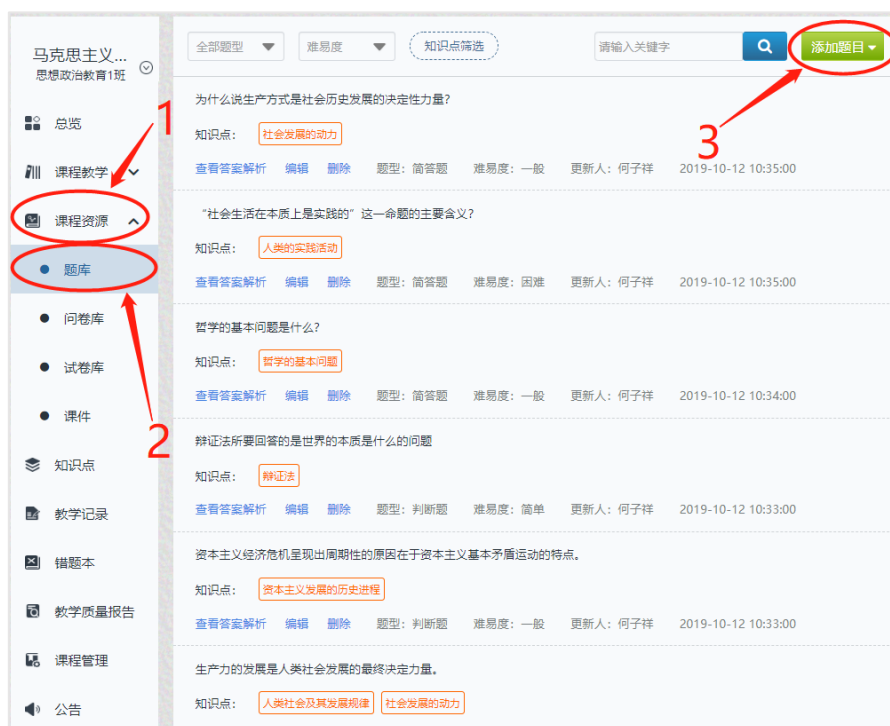 马克思主义...
思想政治教育1班
总览
课程教学
课程资源
题库
问卷库
试卷库
课件
知识点
教学记录
错题本
教学质量报告
课程管理
公告
1
2
3
全部题型 难易度 知识点筛选 请输入关键字 添加题目
为什么说生产方式是社会历史发展的决定性力量?
知识点： 社会发展的动力
查看答案解析 编辑 删除 题型：简答题 难易度：一般 更新人：何子祥 2019-10-12 10:35:00
“社会生活在本质上是实践的”这一命题的主要含义?
知识点： 人类的实践活动
查看答案解析 编辑 删除 题型：简答题 难易度：困难 更新人：何子祥 2019-10-12 10:35:00
哲学的基本问题是什么?
知识点： 哲学的基本问题
查看答案解析 编辑 删除 题型：简答题 难易度：一般 更新人：何子祥 2019-10-12 10:34:00
辩证法所要回答的是世界的本质是什么的问题
知识点： 辩证法
查看答案解析 编辑 删除 题型：判断题 难易度：简单 更新人：何子祥 2019-10-12 10:33:00
资本主义经济危机呈现出周期性的原因在于资本主义基本矛盾运动的特点。
知识点： 资本主义发展的历史进程
查看答案解析 编辑 删除 题型：判断题 难易度：一般 更新人：何子祥 2019-10-12 10:33:00
生产力的发展是人类社会发展的最终决定力量。
知识点： 人类社会及其发展规律 社会发展的动力